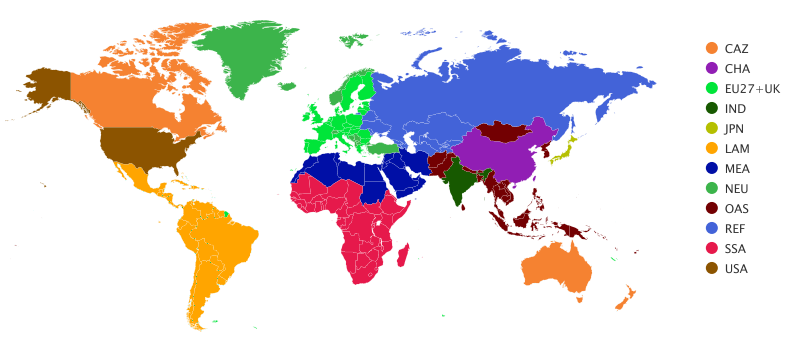 CAZ
CHA
EU27+UK
IND
JPN
LAM
MEA
NEU
OAS
REF
SSA
USA